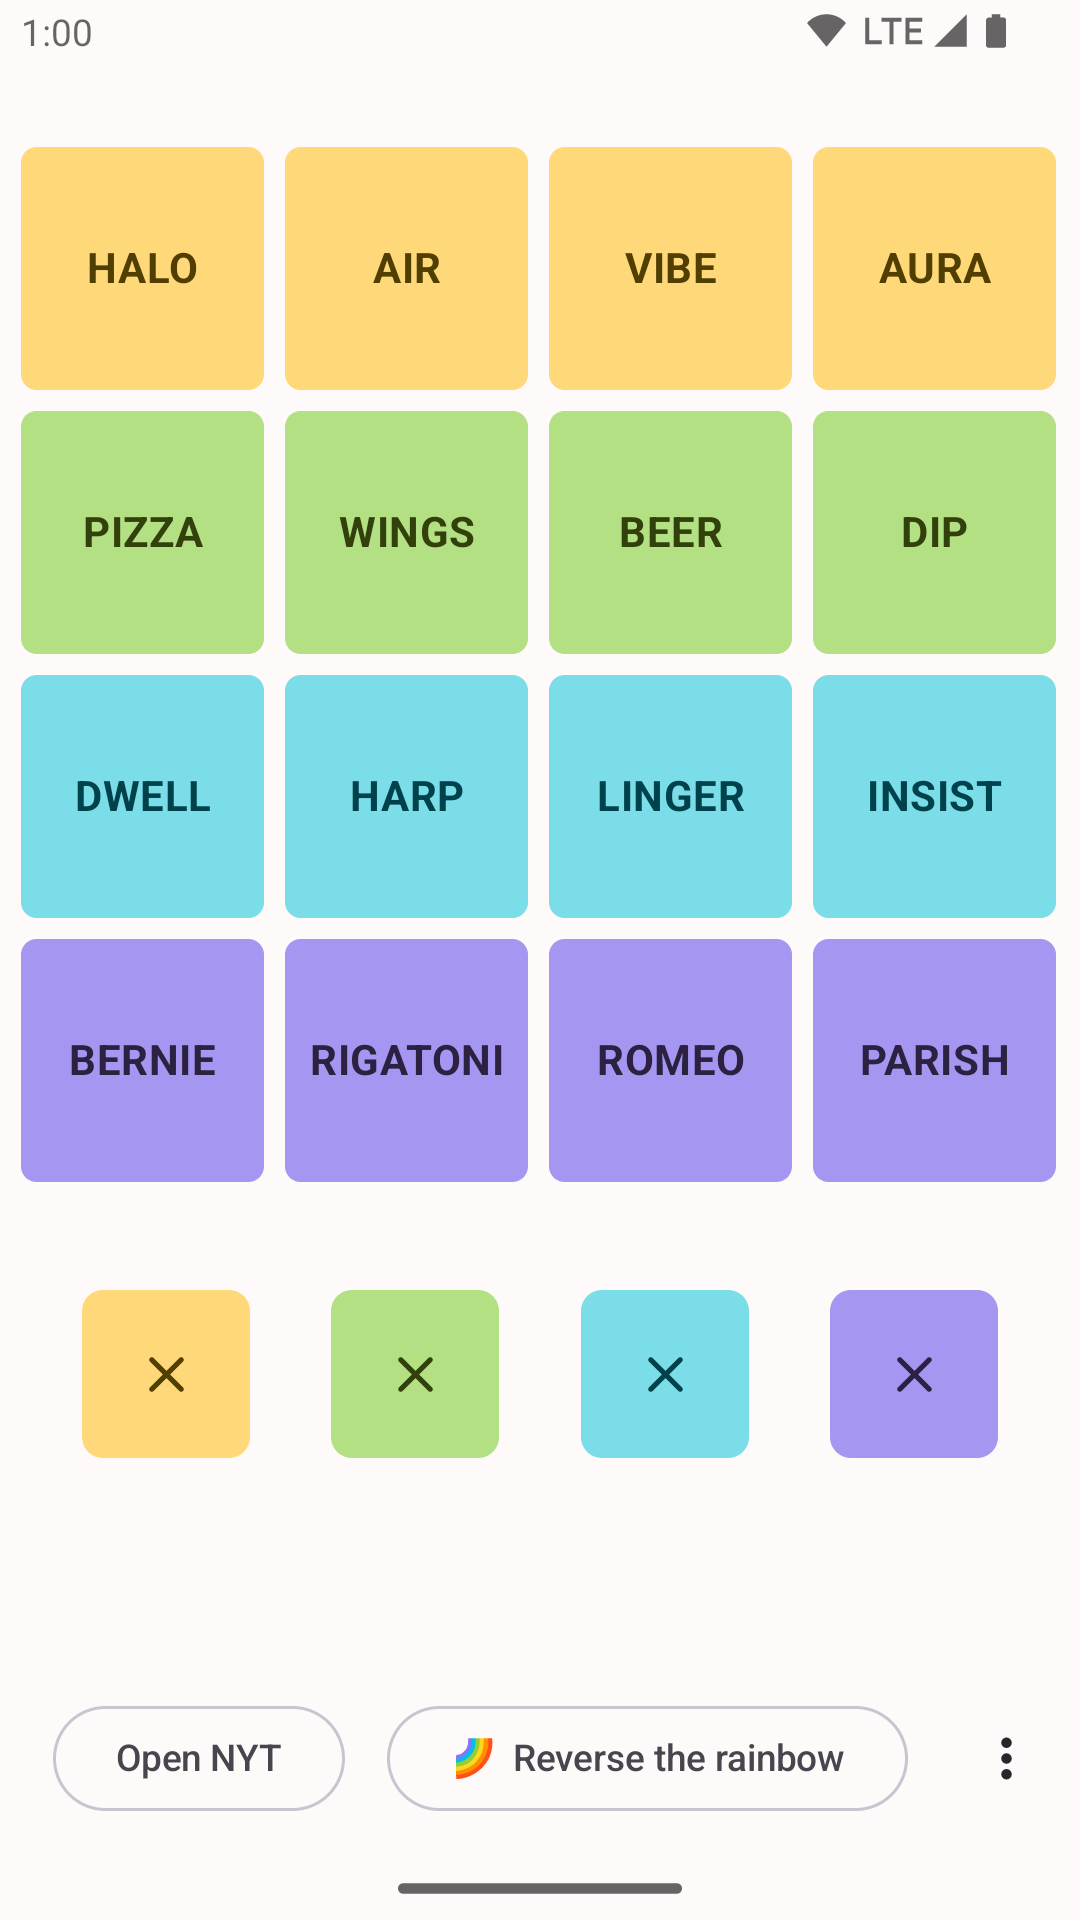 1:00 LTE
HALO AIR VIBE AURA
PIZZA WINGS BEER DIP
DWELL HARP LINGER INSIST
BERNIE RIGATONI ROMEO PARISH
Open NYT Reverse the rainbow